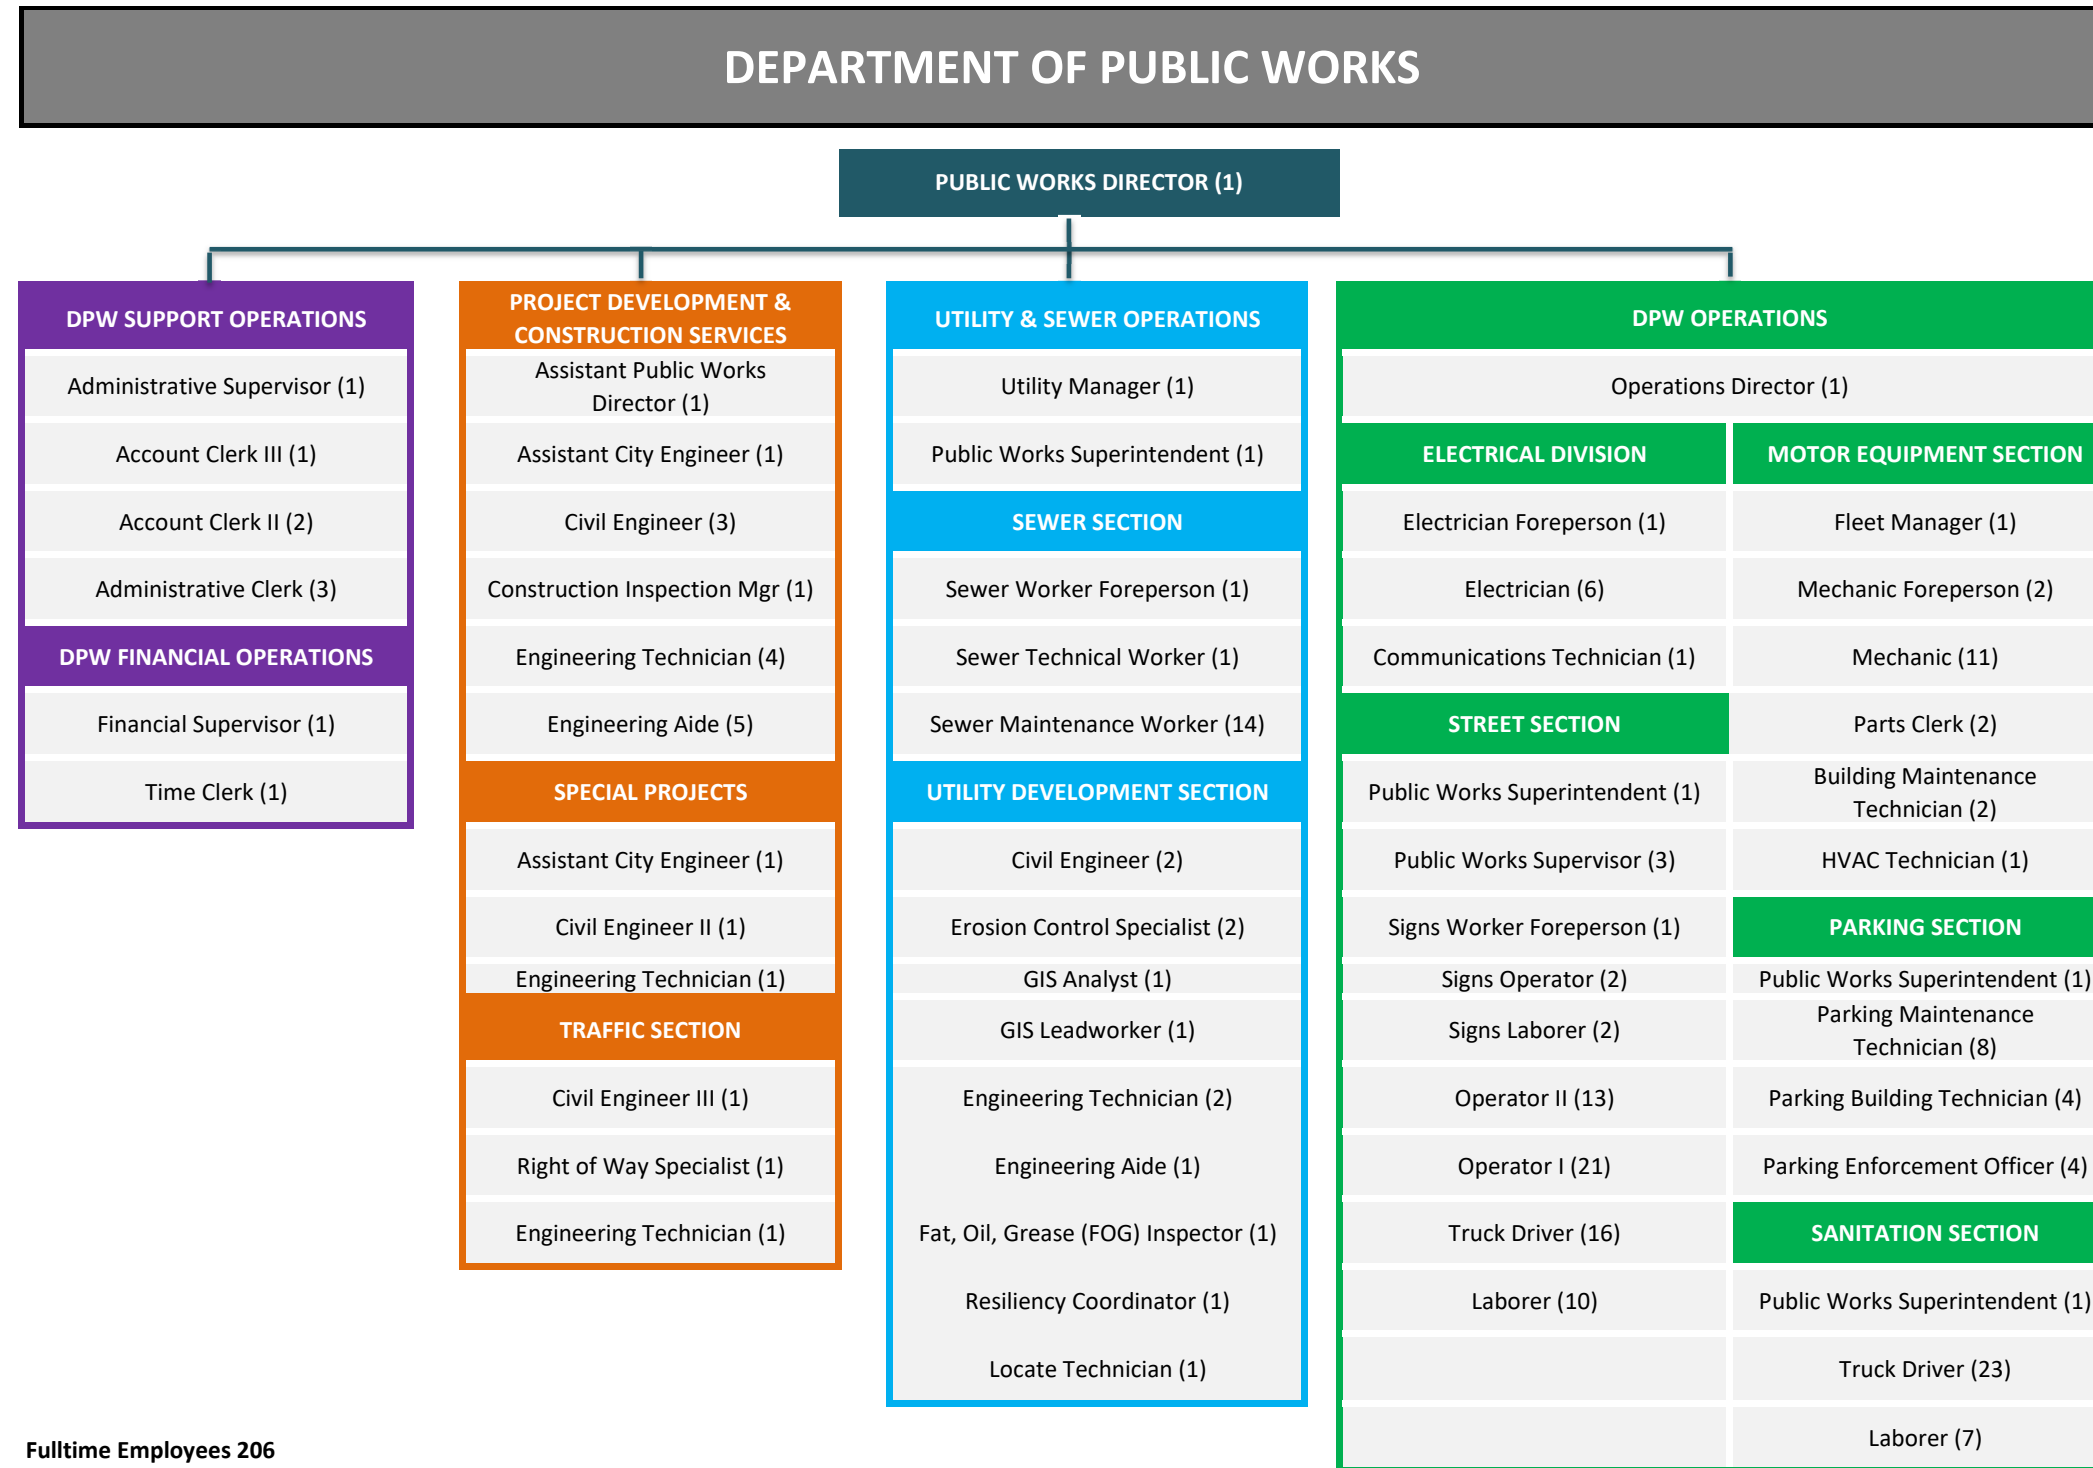 DEPARTMENT OF PUBLIC WORKS
PUBLIC WORKS DIRECTOR (1)
DPW SUPPORT OPERATIONS
Administrative Supervisor (1)
Account Clerk III (1)
Account Clerk II (2)
Administrative Clerk (3)
DPW FINANCIAL OPERATIONS
Financial Supervisor (1)
Time Clerk (1)
PROJECT DEVELOPMENT &
CONSTRUCTION SERVICES
Assistant Public Works
Director (1)
Assistant City Engineer (1)
Civil Engineer (3)
Construction Inspection Mgr (1)
Engineering Technician (4)
Engineering Aide (5)
SPECIAL PROJECTS
Assistant City Engineer (1)
Civil Engineer II (1)
Engineering Technician (1)
TRAFFIC SECTION
Civil Engineer III (1)
Right of Way Specialist (1)
Engineering Technician (1)
UTILITY & SEWER OPERATIONS
Utility Manager (1)
Public Works Superintendent (1)
SEWER SECTION
Sewer Worker Foreperson (1)
Sewer Technical Worker (1)
Sewer Maintenance Worker (14)
UTILITY DEVELOPMENT SECTION
Civil Engineer (2)
Erosion Control Specialist (2)
GIS Analyst (1)
GIS Leadworker (1)
Engineering Technician (2)
Engineering Aide (1)
Fat, Oil, Grease (FOG) Inspector (1)
Resiliency Coordinator (1)
Locate Technician (1)
DPW OPERATIONS
Operations Director (1)
ELECTRICAL DIVISION
Electrician Foreperson (1)
Electrician (6)
Communications Technician (1)
STREET SECTION
Public Works Superintendent (1)
Public Works Supervisor (3)
Signs Worker Foreperson (1)
Signs Operator (2)
Signs Laborer (2)
Operator II (13)
Operator I (21)
Truck Driver (16)
Laborer (10)
MOTOR EQUIPMENT SECTION
Fleet Manager (1)
Mechanic Foreperson (2)
Mechanic (11)
Parts Clerk (2)
Building Maintenance
Technician (2)
HVAC Technician (1)
PARKING SECTION
Public Works Superintendent (1)
Parking Maintenance
Technician (8)
Parking Building Technician (4)
Parking Enforcement Officer (4)
SANITATION SECTION
Public Works Superintendent (1)
Truck Driver (23)
Laborer (7)
Fulltime Employees 206